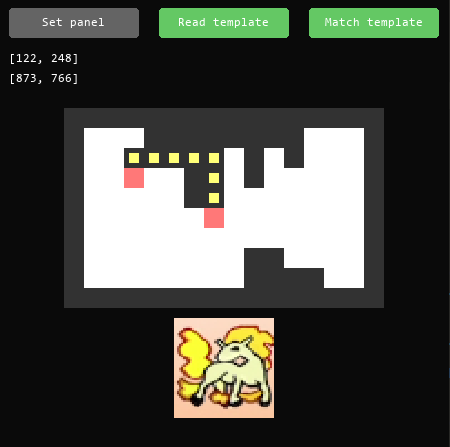 Set panel
Read template
Match template
[122, 248]
[873, 766]